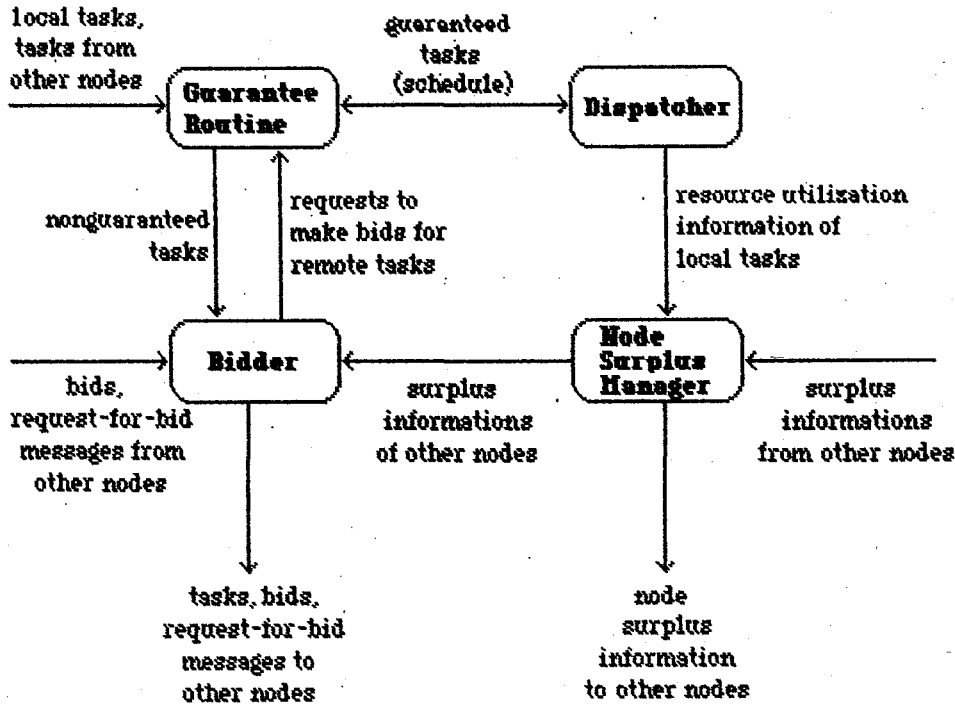 local tasks,
tasks from
other nodes
guaranteed
tasks
(schedule)
Guarantee
Routine
Dispatcher
nonguaranteed
tasks
requests to
make bids for
remote tasks
resource utilization
information of
local tasks
Bidder
Node
Surplus
Manager
bids,
request-for-bid
messages from
other nodes
surplus
informations
of other nodes
surplus
informations
from other nodes
tasks, bids,
request-for-bid
messages to
other nodes
node
surplus
information
to other nodes